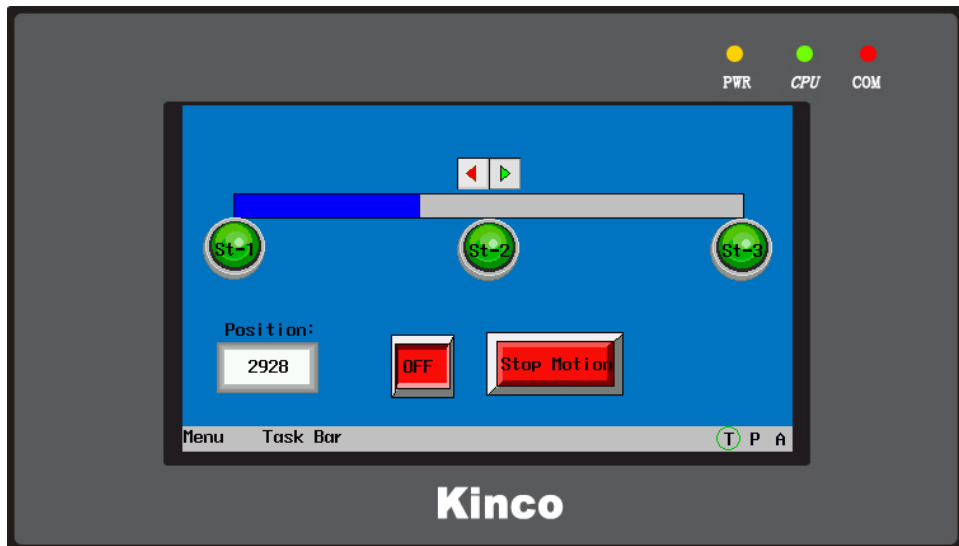 PWR CPU COM
St-1 St-2 St-3
Position:
2928 OFF Stop Motion
Menu Task Bar T P A
Kinco